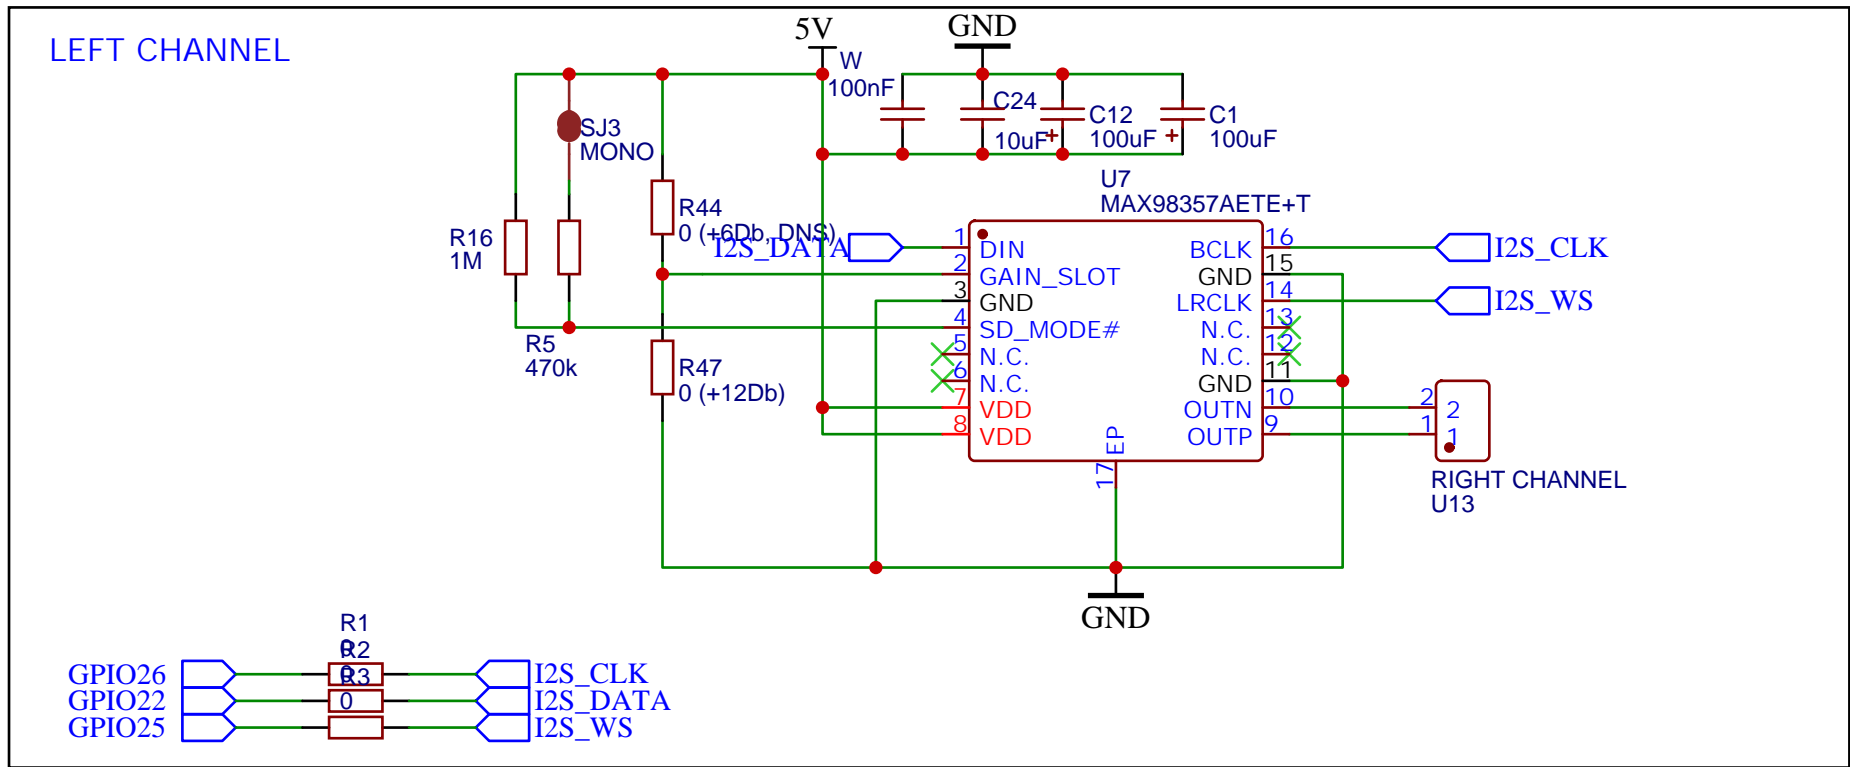 LEFT CHANNEL
5V
GND
W
100nF
C24
10uF
C12
100uF
C1
100uF
SJ3
MONO
R16
1M
R5
470k
R44
0 (+6Db, DNS)
R47
0 (+12Db)
I2S_DATA
U7
MAX98357AETE+T
1 DIN
2 GAIN_SLOT
3 GND
4 SD_MODE#
5 N.C.
6 N.C.
7 VDD
8 VDD
BCLK 16
GND 15
LRCLK 14
N.C. 13
N.C. 12
GND 11
OUTN 10
OUTP 9
EP 17
I2S_CLK
I2S_WS
2 2
1 1
RIGHT CHANNEL
U13
GND
R1
0
R2
0
R3
0
GPIO26 I2S_CLK
GPIO22 I2S_DATA
GPIO25 I2S_WS